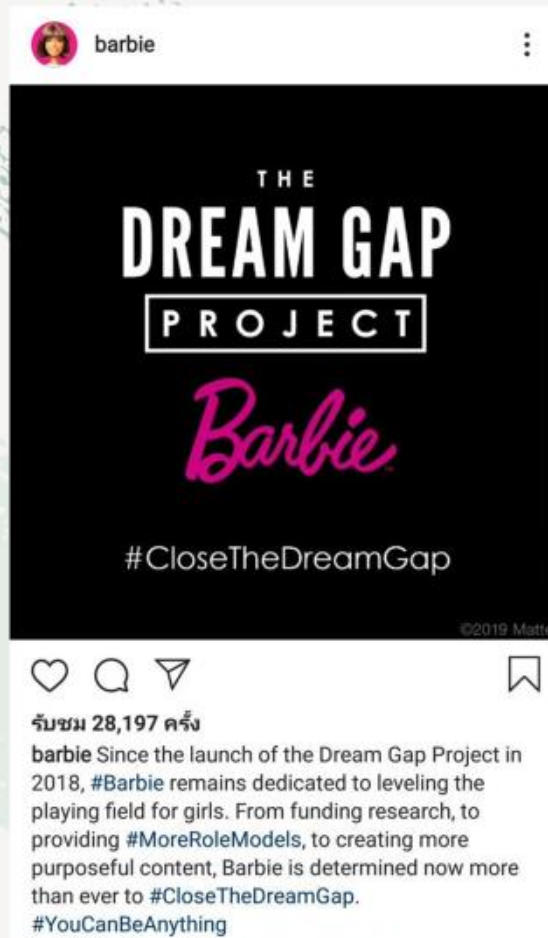 barbie
THE
DREAM GAP
PROJECT
Barbie
#CloseTheDreamGap
©2019 Matte
รับชม 28,197 ครั้ง
barbie Since the launch of the Dream Gap Project in
2018, #Barbie remains dedicated to leveling the
playing field for girls. From funding research, to
providing #MoreRoleModels, to creating more
purposeful content, Barbie is determined now more
than ever to #CloseTheDreamGap.
#YouCanBeAnything